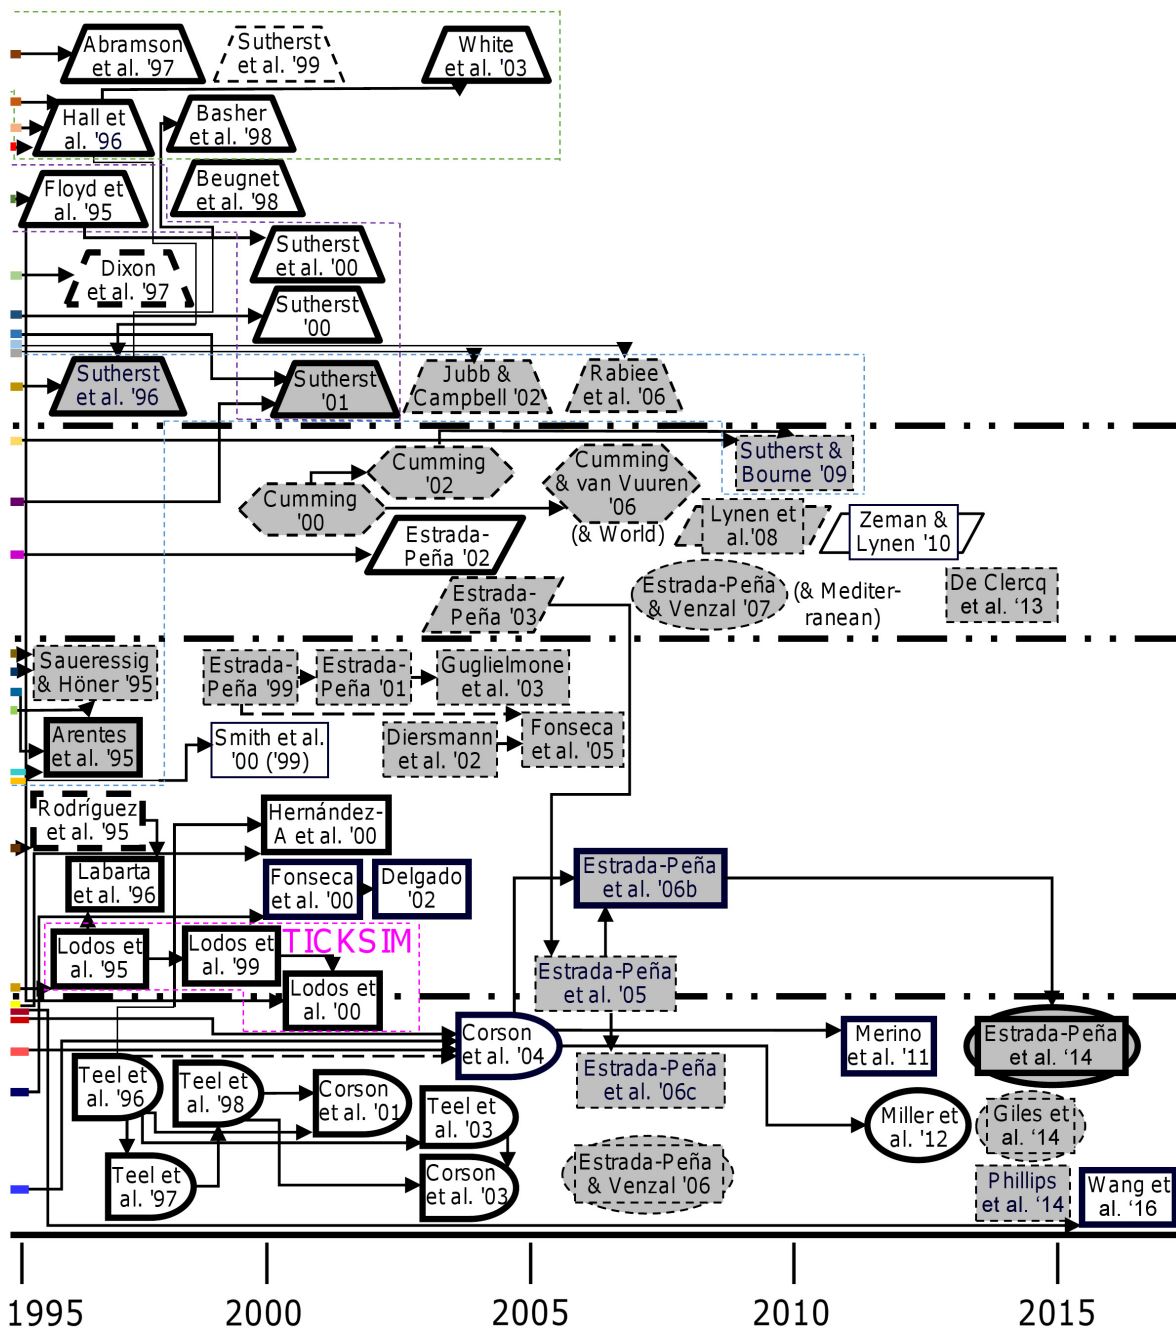 Abramson
et al. '97
Sutherst
et al. '99
White
et al. '03
Hall et
al. '96
Basher
et al. '98
Floyd et
al. '95
Beugnet
et al. '98
Sutherst
et al. '00
Dixon
et al. '97
Sutherst
'00
Sutherst
et al. '96
Sutherst
'01
Jubb &
Campbell '02
Rabiee
et al. '06
Cumming
'02
Cumming
'00
Cumming
& van Vuuren
'06
(& World)
Sutherst &
Bourne '09
Estrada-
Peña '02
Lynen et
al.'08
Zeman &
Lynen '10
Estrada-
Peña '03
Estrada-Peña
& Venzal '07
(& Mediter-
ranean)
De Clercq
et al. ‘13
Saueressig
& Höner '95
Estrada-
Peña '99
Estrada-
Peña '01
Guglielmone
et al. '03
Arentes
et al. '95
Smith et al.
'00 ('99)
Diersmann
et al. '02
Fonseca
et al. '05
Rodríguez
et al. '95
Hernández-
A et al. '00
Labarta
et al. '96
Fonseca
et al. '00
Delgado
'02
Estrada-Peña
et al. '06b
Lodos et
al. '95
Lodos et
al. '99
TICKSIM
Lodos et
al. '00
Estrada-Peña
et al. '05
Corson
et al. '04
Merino
et al. '11
Estrada-Peña
et al. ‘14
Teel et
al. '96
Teel et
al. '98
Corson
et al. '01
Teel et
al. '03
Estrada-Peña
et al. '06c
Miller et
al. '12
Giles et
al. ‘14
Teel et
al. '97
Corson
et al. '03
Estrada-Peña
& Venzal '06
Phillips
et al. ‘14
Wang et
al. ‘16
1995 2000 2005 2010 2015